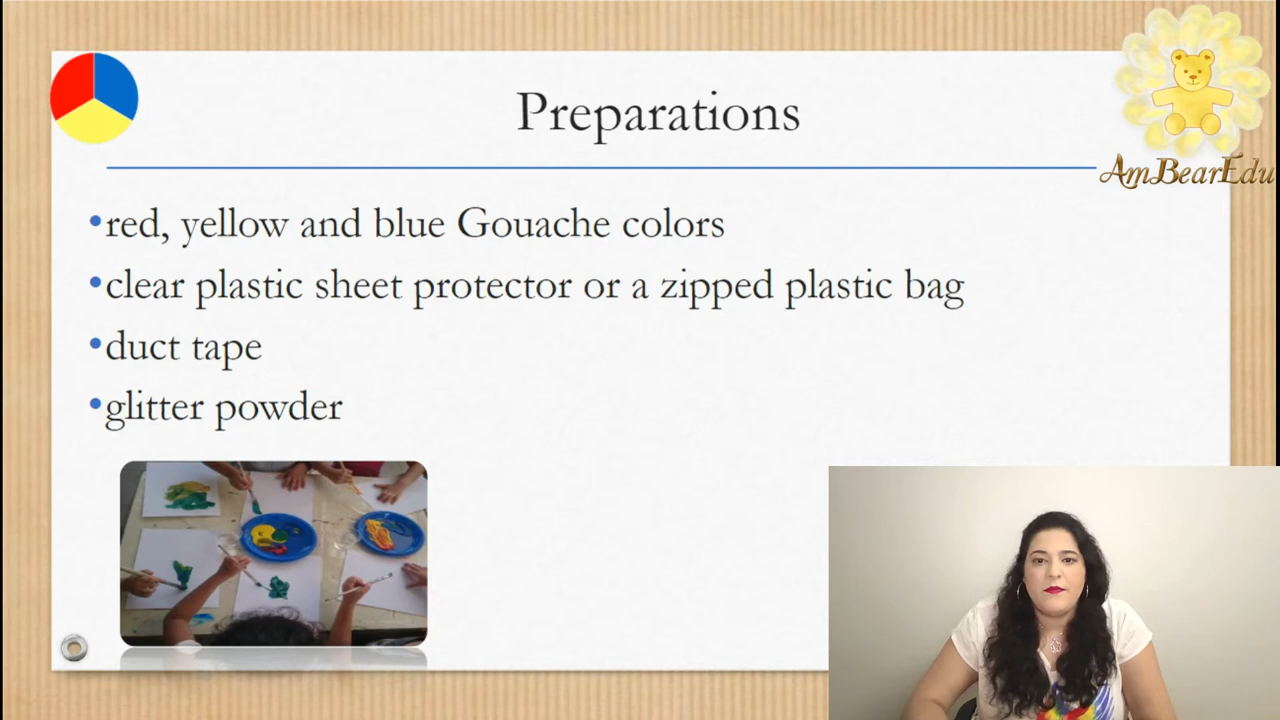 Preparations
AmBearEdu
•red, yellow and blue Gouache colors
•clear plastic sheet protector or a zipped plastic bag
•duct tape
•glitter powder